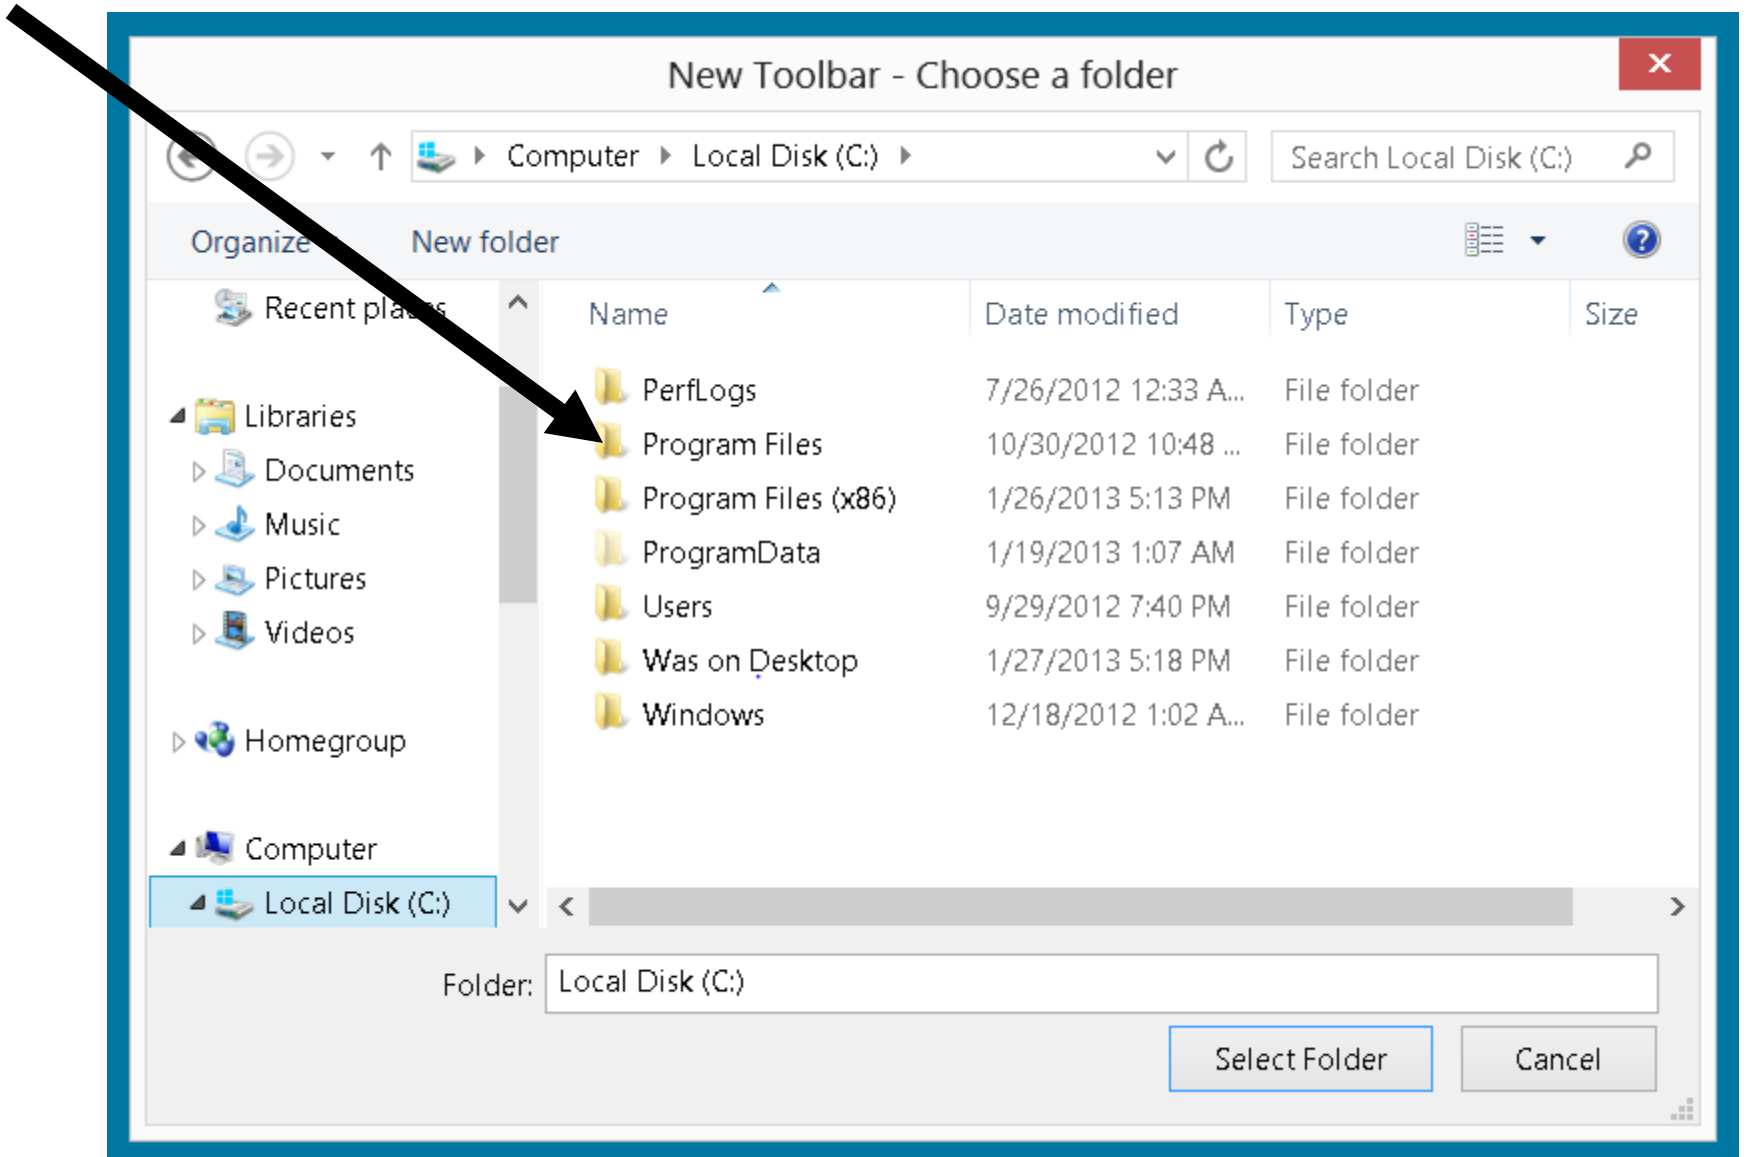 New Toolbar - Choose a folder
Computer Local Disk (C:) Search Local Disk (C:)
Organize New folder
Recent places
Name Date modified Type Size
PerfLogs 7/26/2012 12:33 A... File folder
Libraries
Program Files 10/30/2012 10:48 ... File folder
Documents
Program Files (x86) 1/26/2013 5:13 PM File folder
Music
ProgramData 1/19/2013 1:07 AM File folder
Pictures
Users 9/29/2012 7:40 PM File folder
Videos
Was on Desktop 1/27/2013 5:18 PM File folder
Windows 12/18/2012 1:02 A... File folder
Homegroup
Computer
Local Disk (C:)
Folder: Local Disk (C:)
Select Folder Cancel